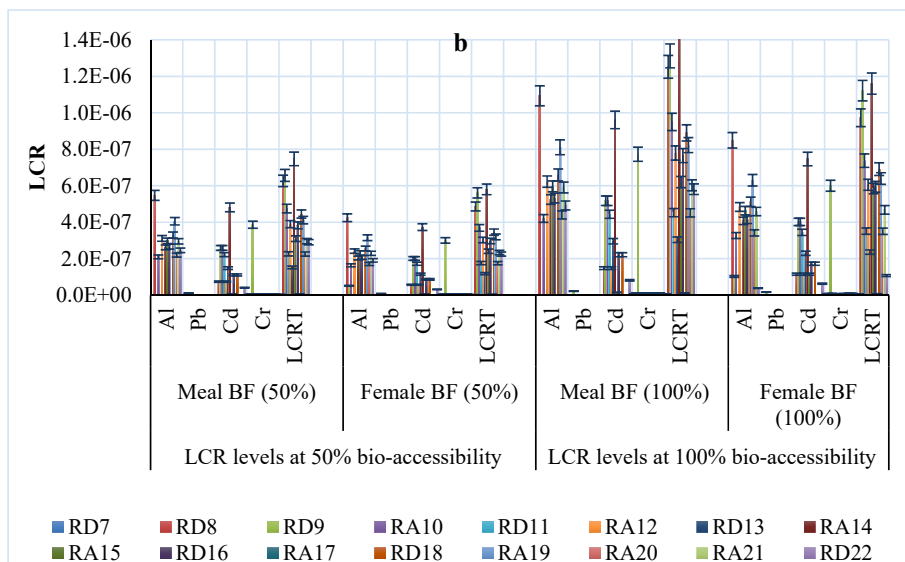 b
LCR
1.4E-06
1.2E-06
1.0E-06
8.0E-07
6.0E-07
4.0E-07
2.0E-07
0.0E+00
Al Pb Cd Cr LCRT Al Pb Cd Cr LCRT Al Pb Cd Cr LCRT Al Pb Cd Cr LCRT
Meal BF (50%) Female BF (50%) Meal BF (100%) Female BF
(100%)
LCR levels at 50% bio-accessibility LCR levels at 100% bio-accessibility
RD7 RD8 RD9 RA10 RD11 RA12 RD13 RA14
RA15 RD16 RA17 RD18 RA19 RA20 RA21 RD22